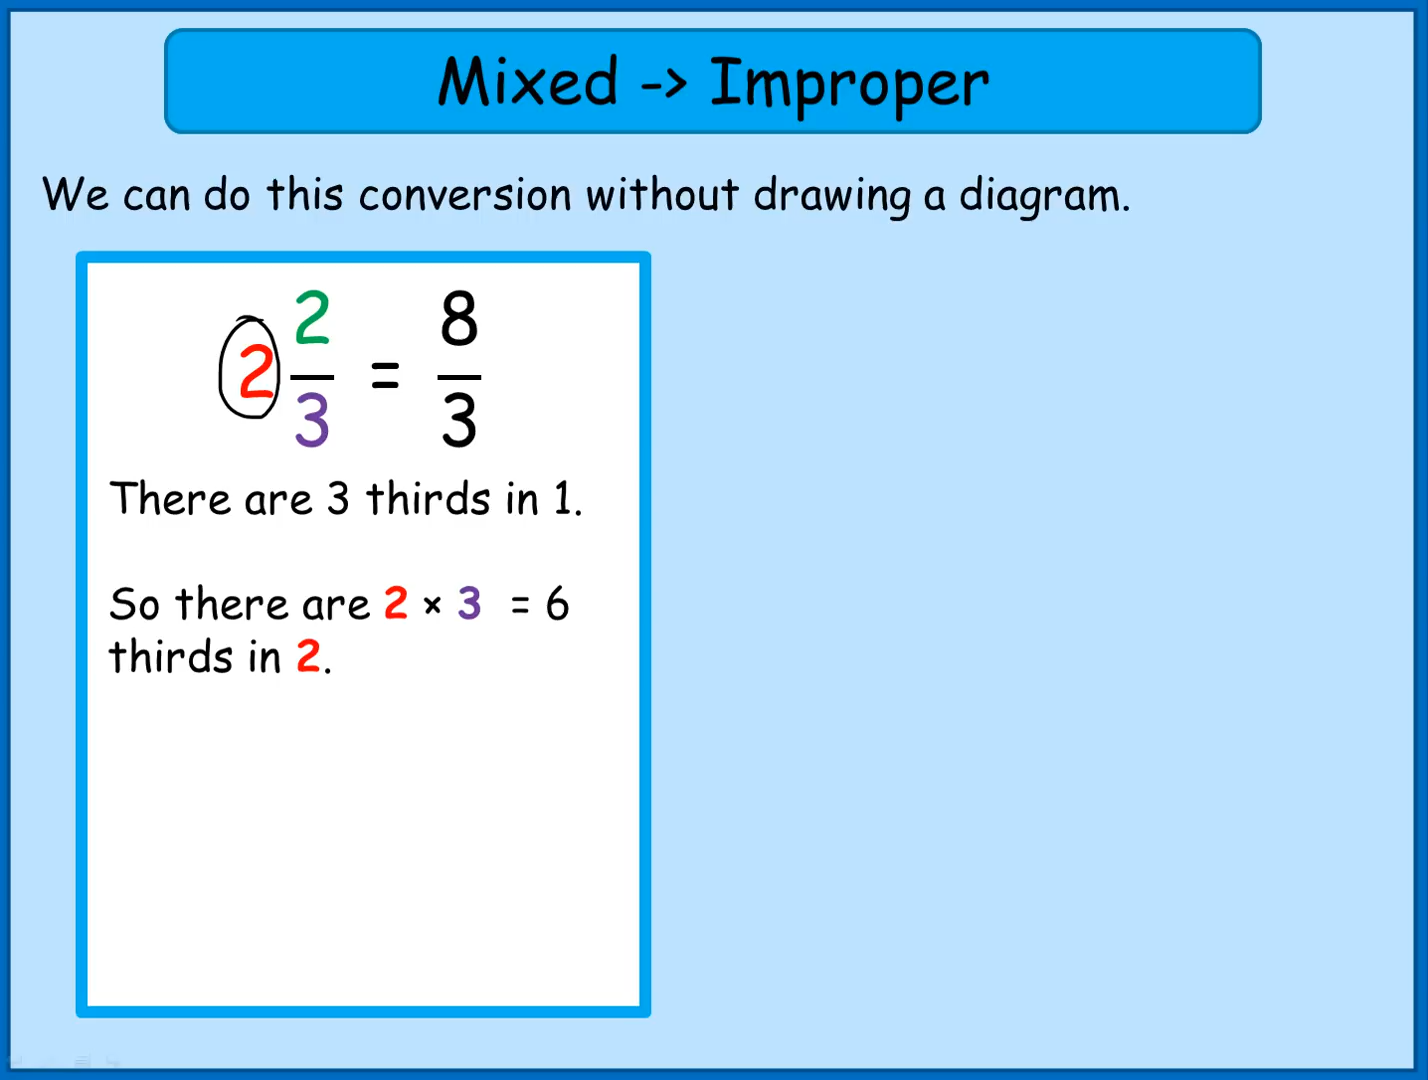 Mixed -> Improper
We can do this conversion without drawing a diagram.
2 2/3 = 8/3
There are 3 thirds in 1.
So there are 2 × 3 = 6
thirds in 2.